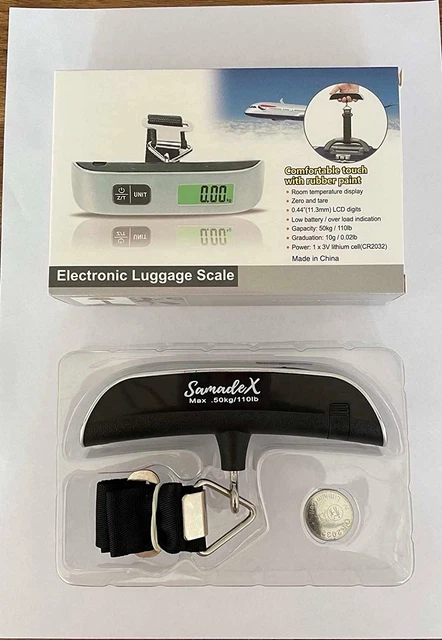 Z/T
UNIT
0.00
Comfortable touch
with rubber paint
• Room temperature display
• Zero and tare
• 0.44"(11.3mm) LCD digits
• Low battery / over load indication
• Capacity: 50kg / 110lb
• Graduation: 10g / 0.02lb
• Power: 1 x 3V lithium cell(CR2032)
Made in China
Electronic Luggage Scale
SamadeX
Max .50kg/110lb